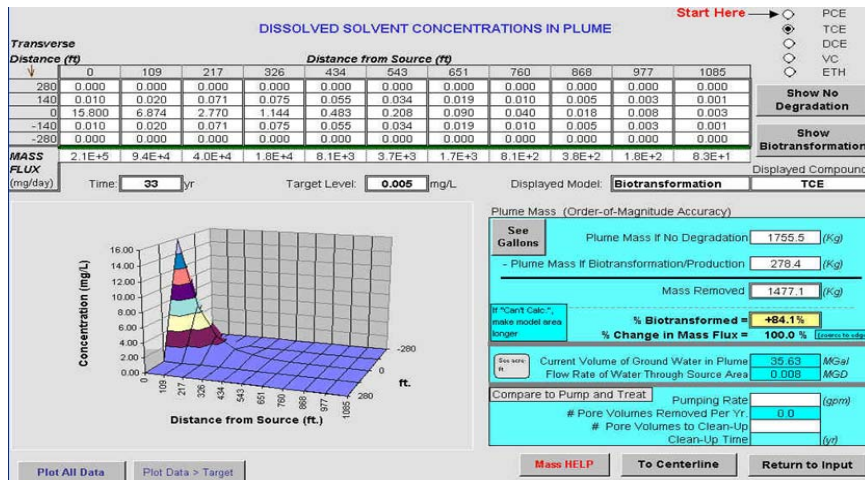 Start Here
PCE
DISSOLVED SOLVENT CONCENTRATIONS IN PLUME
TCE
DCE
VC
ETH
Transverse
Distance (ft)
Distance from Source (ft)
0 109 217 326 434 543 651 760 868 977 1085
280 0.000 0.000 0.000 0.000 0.000 0.000 0.000 0.000 0.000 0.000 0.000
140 0.010 0.020 0.071 0.075 0.055 0.034 0.019 0.010 0.005 0.003 0.001
0 15.800 6.874 2.770 1.144 0.483 0.208 0.090 0.040 0.018 0.008 0.003
-140 0.010 0.020 0.071 0.075 0.055 0.034 0.019 0.010 0.005 0.003 0.001
-280 0.000 0.000 0.000 0.000 0.000 0.000 0.000 0.000 0.000 0.000 0.000
Show No
Degradation
Show
Biotransformation
MASS
FLUX
(mg/day)
2.1E+5 9.4E+4 4.0E+4 1.8E+4 8.1E+3 3.7E+3 1.7E+3 8.1E+2 3.8E+2 1.8E+2 8.3E+1
Displayed Compound
Time: 33 yr Target Level: 0.005 mg/L Displayed Model: Biotransformation TCE
Concentration (mg/L)
16.00
14.00
12.00
10.00
8.00
6.00
4.00
2.00
0.00
0 109 217 326 434 543 651 760 868 977 1085
Distance from Source (ft.)
-280
0
280
ft.
Plot All Data
Plot Data > Target
Plume Mass (Order-of-Magnitude Accuracy)
See
Gallons
Plume Mass If No Degradation 1755.5 (Kg)
- Plume Mass If Biotransformation/Production 278.4 (Kg)
Mass Removed 1477.1 (Kg)
If "Can't Calc.",
make model area
longer
% Biotransformed = +84.1%
% Change in Mass Flux = 100.0 %
Current Volume of Ground Water in Plume 35.63 MGal
Flow Rate of Water Through Source Area 0.008 MGD
Compare to Pump and Treat
Pumping Rate (gpm)
# Pore Volumes Removed Per Yr. 0.0
# Pore Volumes to Clean-Up
Clean-Up Time (yr)
Mass HELP
To Centerline
Return to Input